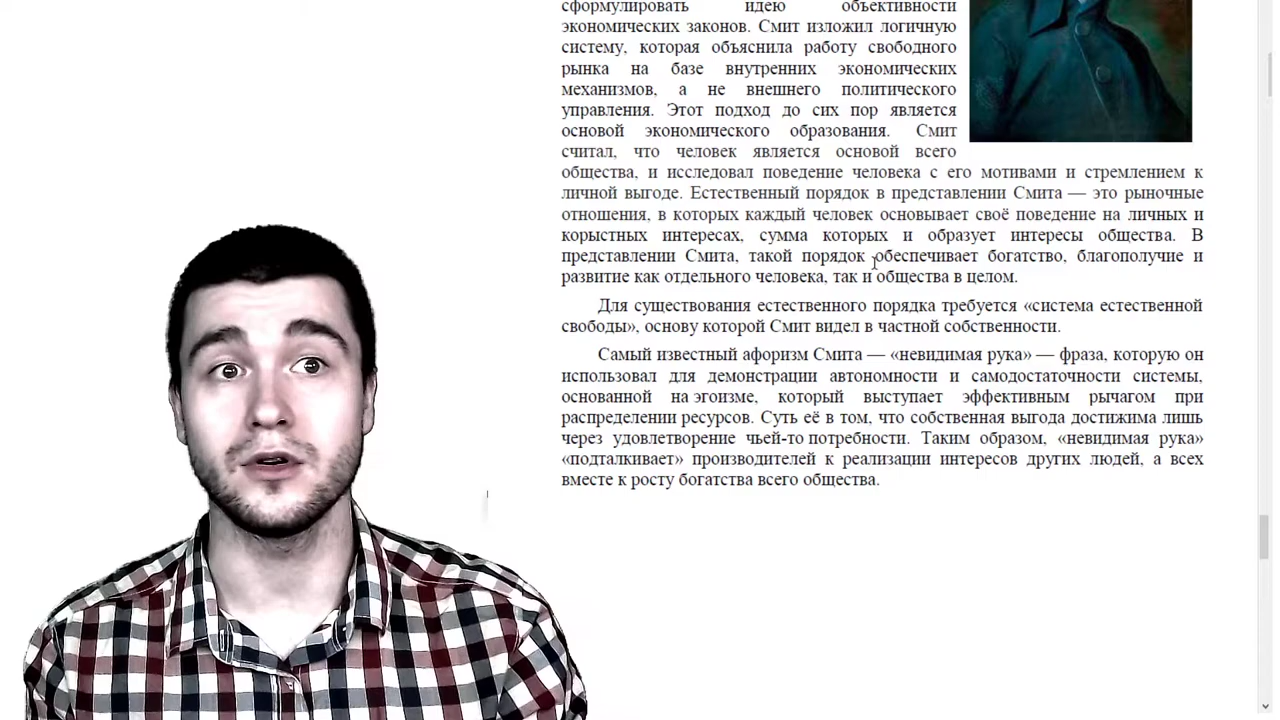 сформулировать идею объективности
экономических законов. Смит изложил логичную
систему, которая объяснила работу свободного
рынка на базе внутренних экономических
механизмов, а не внешнего политического
управления. Этот подход до сих пор является
основой экономического образования. Смит
считал, что человек является основой всего
общества, и исследовал поведение человека с его мотивами и стремлением к
личной выгоде. Естественный порядок в представлении Смита — это рыночные
отношения, в которых каждый человек основывает своё поведение на личных и
корыстных интересах, сумма которых и образует интересы общества. В
представлении Смита, такой порядок обеспечивает богатство, благополучие и
развитие как отдельного человека, так и общества в целом.
Для существования естественного порядка требуется «система естественной
свободы», основу которой Смит видел в частной собственности.
Самый известный афоризм Смита — «невидимая рука» — фраза, которую он
использовал для демонстрации автономности и самодостаточности системы,
основанной на эгоизме, который выступает эффективным рычагом при
распределении ресурсов. Суть её в том, что собственная выгода достижима лишь
через удовлетворение чьей-то потребности. Таким образом, «невидимая рука»
«подталкивает» производителей к реализации интересов других людей, а всех
вместе к росту богатства всего общества.